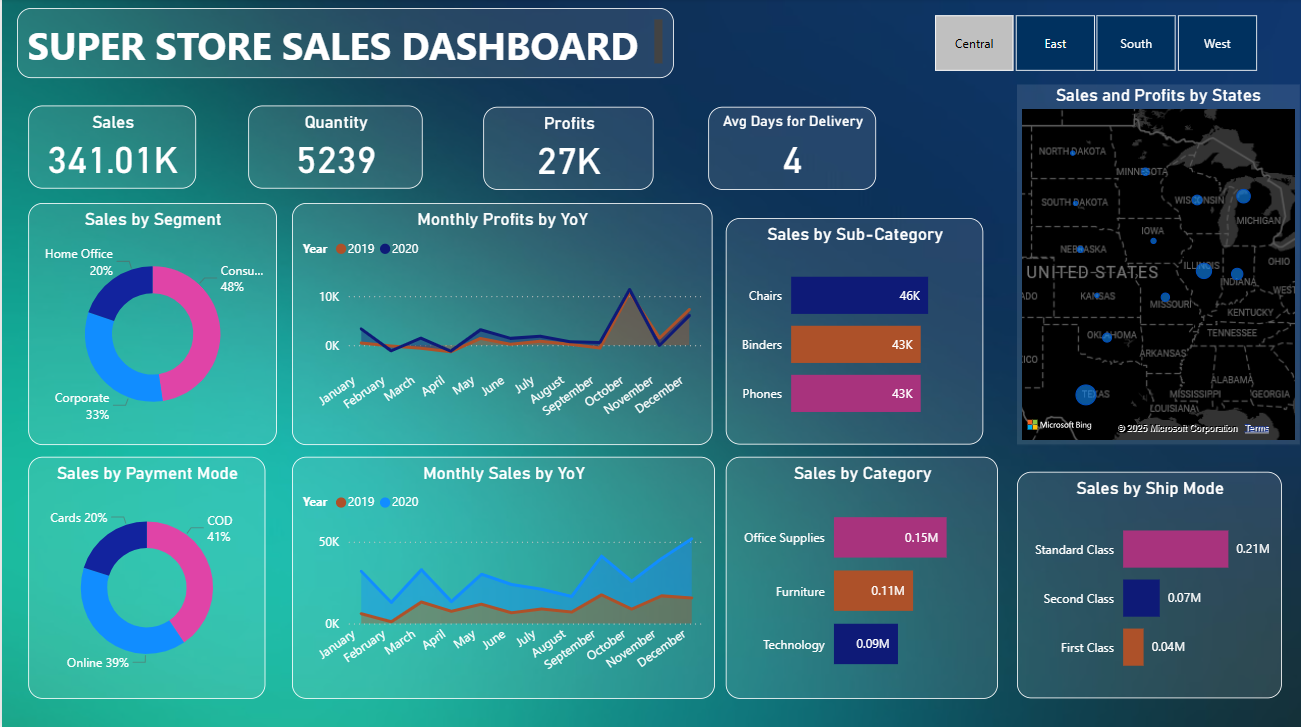 SUPER STORE SALES DASHBOARD
Central
East
South
West
Sales
341.01K
Quantity
5239
Profits
27K
Avg Days for Delivery
4
Sales and Profits by States
NORTH DAKOTA
MINNESOTA
SOUTH DAKOTA
WISCONSIN
MICHIGAN
IOWA
NEBRASKA
UNITED STATES
ILLINOIS
INDIANA
OHIO
ADO
KANSAS
MISSOURI
WEST
KENTUCKY
OKLAHOMA
TENNESSEE
ICO
ARKANSAS
TEXAS
ALABAMA
MISSISSIPPI
GEORGIA
LOUISIANA
Microsoft Bing
© 2025 Microsoft Corporation Terms
Sales by Segment
Home Office
20%
Consu...
48%
Corporate
33%
Monthly Profits by YoY
Year 2019 2020
10K
0K
January
February
March
April
May
June
July
August
September
October
November
December
Sales by Sub-Category
Chairs 46K
Binders 43K
Phones 43K
Sales by Payment Mode
Cards 20%
COD
41%
Online 39%
Monthly Sales by YoY
Year 2019 2020
50K
0K
January
February
March
April
May
June
July
August
September
October
November
December
Sales by Category
Office Supplies 0.15M
Furniture 0.11M
Technology 0.09M
Sales by Ship Mode
Standard Class 0.21M
Second Class 0.07M
First Class 0.04M